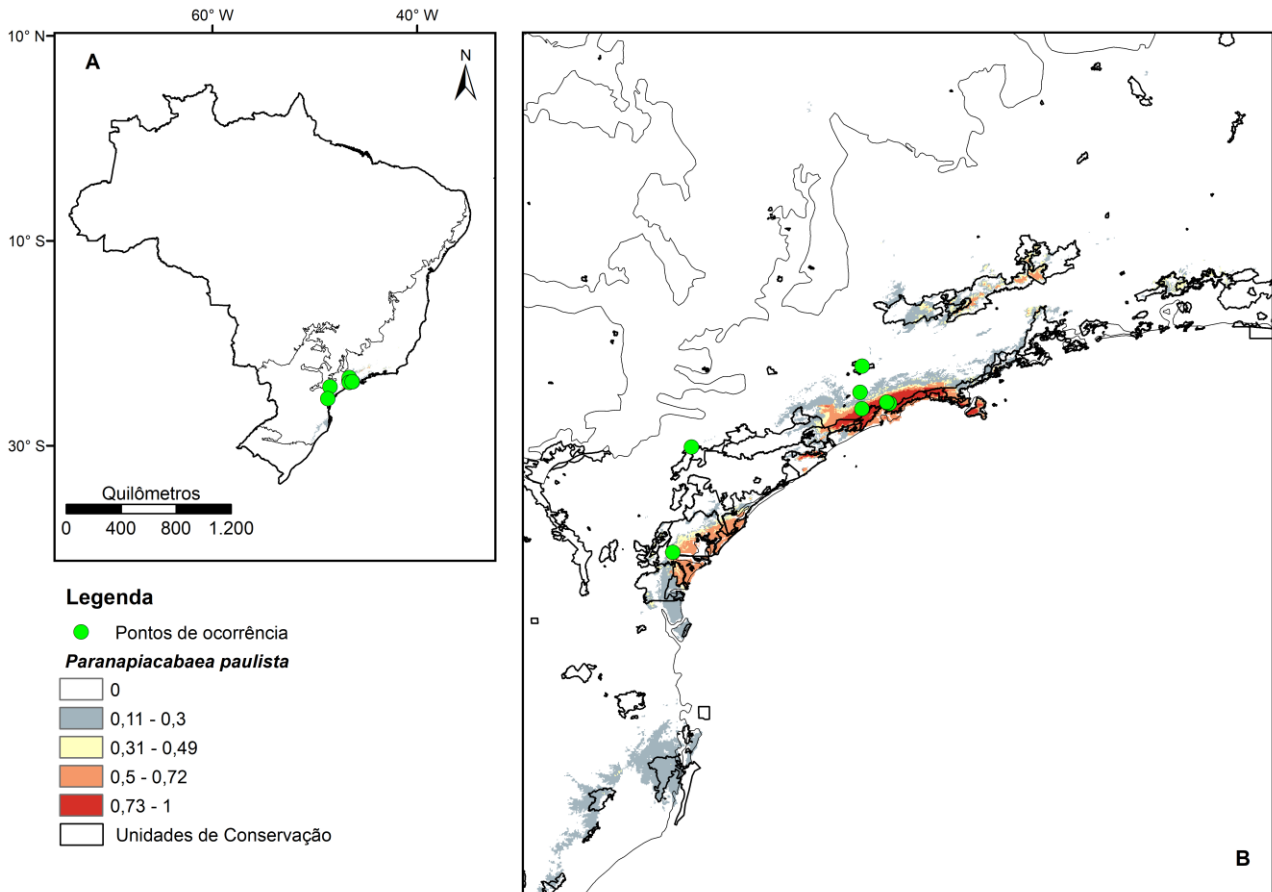 60° W
40° W
10° N
A
N
10° S
30° S
Quilômetros
0 400 800 1.200
Legenda
Pontos de ocorrência
Paranapiacabaea paulista
0
0,11 - 0,3
0,31 - 0,49
0,5 - 0,72
0,73 - 1
Unidades de Conservação
B